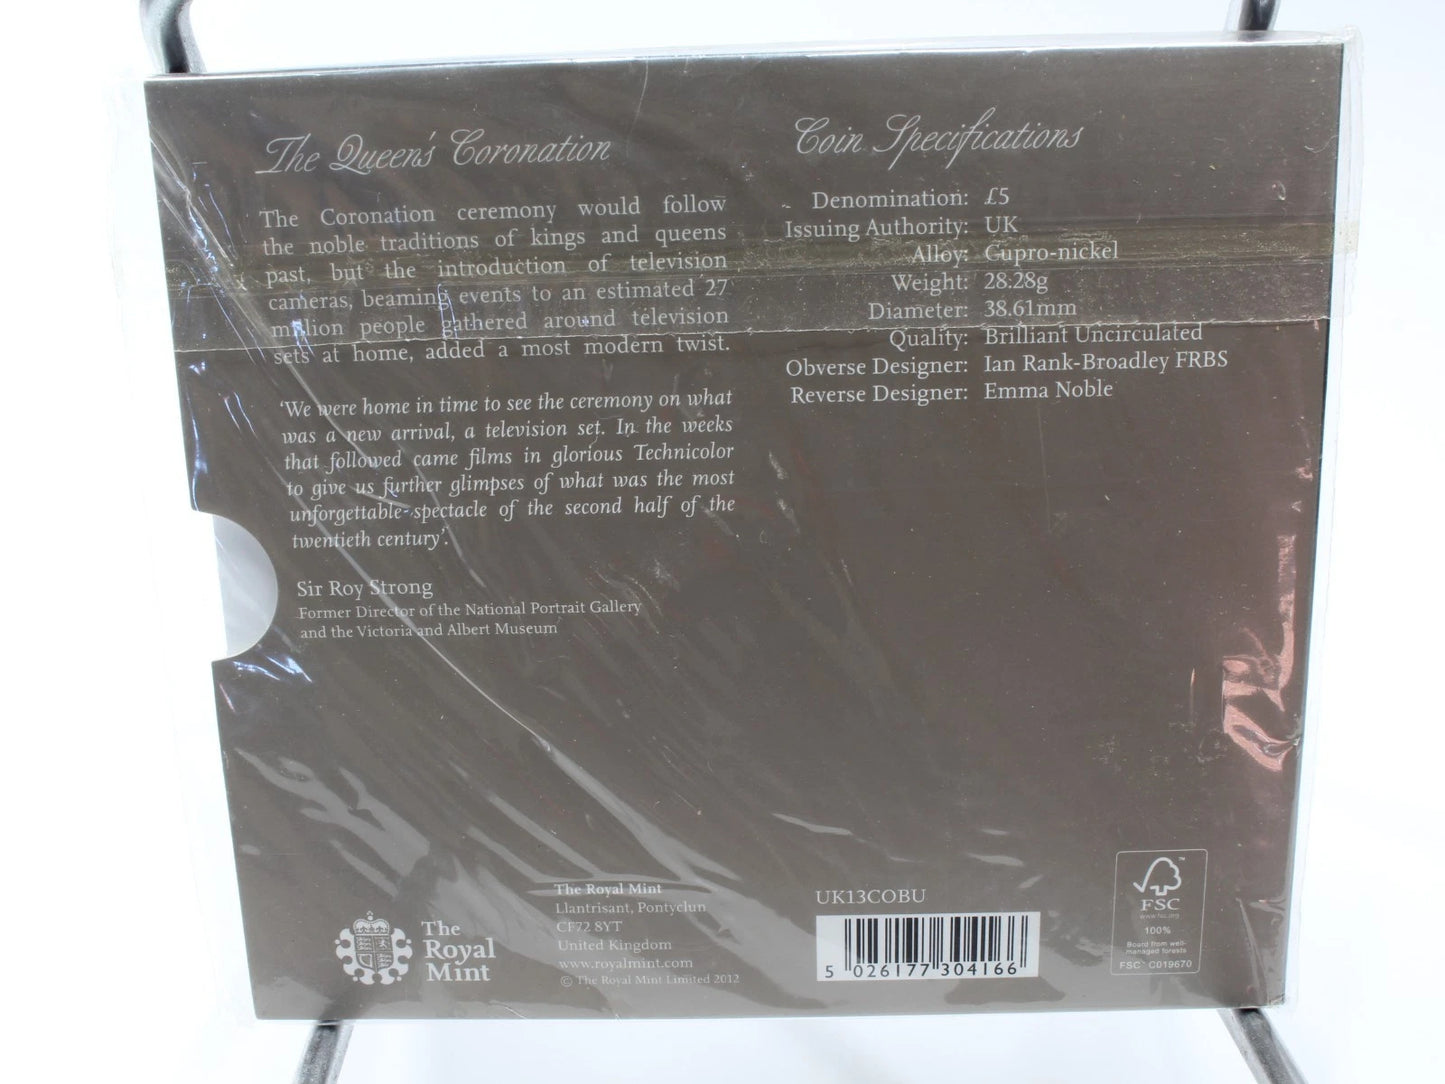 The Queen's Coronation
The Coronation ceremony would follow
the noble traditions of kings and queens
past, but the introduction of television
cameras, beaming events to an estimated 27
million people gathered around television
sets at home, added a most modern twist.
'We were home in time to see the ceremony on what
was a new arrival, a television set. In the weeks
that followed came films in glorious Technicolor
to give us further glimpses of what was the most
unforgettable spectacle of the second half of the
twentieth century'.
Sir Roy Strong
Former Director of the National Portrait Gallery
and the Victoria and Albert Museum
Coin Specifications
Denomination: £5
Issuing Authority: UK
Alloy: Cupro-nickel
Weight: 28.28g
Diameter: 38.61mm
Quality: Brilliant Uncirculated
Obverse Designer: Ian Rank-Broadley FRBS
Reverse Designer: Emma Noble
The
Royal
Mint
The Royal Mint
Llantrisant, Pontyclun
CF72 8YT
United Kingdom
www.royalmint.com
© The Royal Mint Limited 2012
UK13COBU
5 026177 304166
FSC
www.fsc.org
100%
Board from well-
managed forests
FSC™ C019670